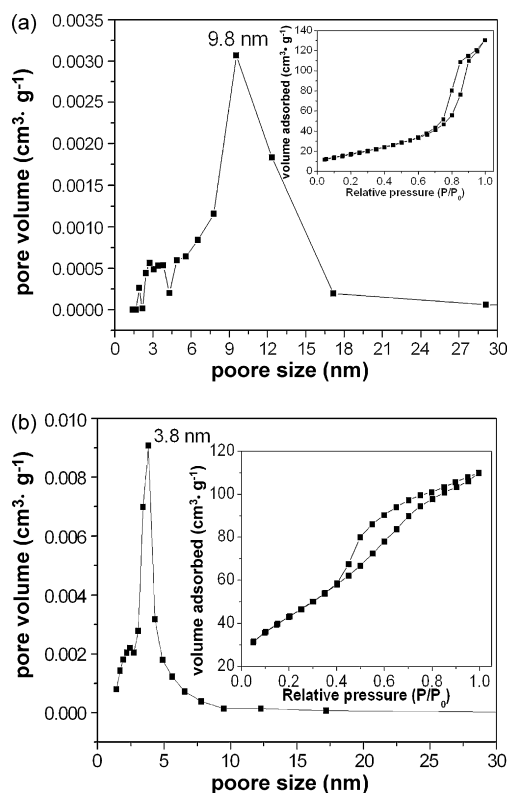 (a)
0.0035
0.0030
0.0025
0.0020
0.0015
0.0010
0.0005
0.0000
pore volume (cm³· g⁻¹)
9.8 nm
0 3 6 9 12 15 18 21 24 27 30
poore size (nm)
140
120
100
80
60
40
20
0
volume adsorbed (cm³· g⁻¹)
0.0 0.2 0.4 0.6 0.8 1.0
Relative pressure (P/P₀)
(b)
0.010
0.008
0.006
0.004
0.002
0.000
pore volume (cm³· g⁻¹)
3.8 nm
0 5 10 15 20 25 30
poore size (nm)
120
100
80
60
40
20
volume adsorbed (cm³· g⁻¹)
0.0 0.2 0.4 0.6 0.8 1.0
Relative pressure (P/P₀)